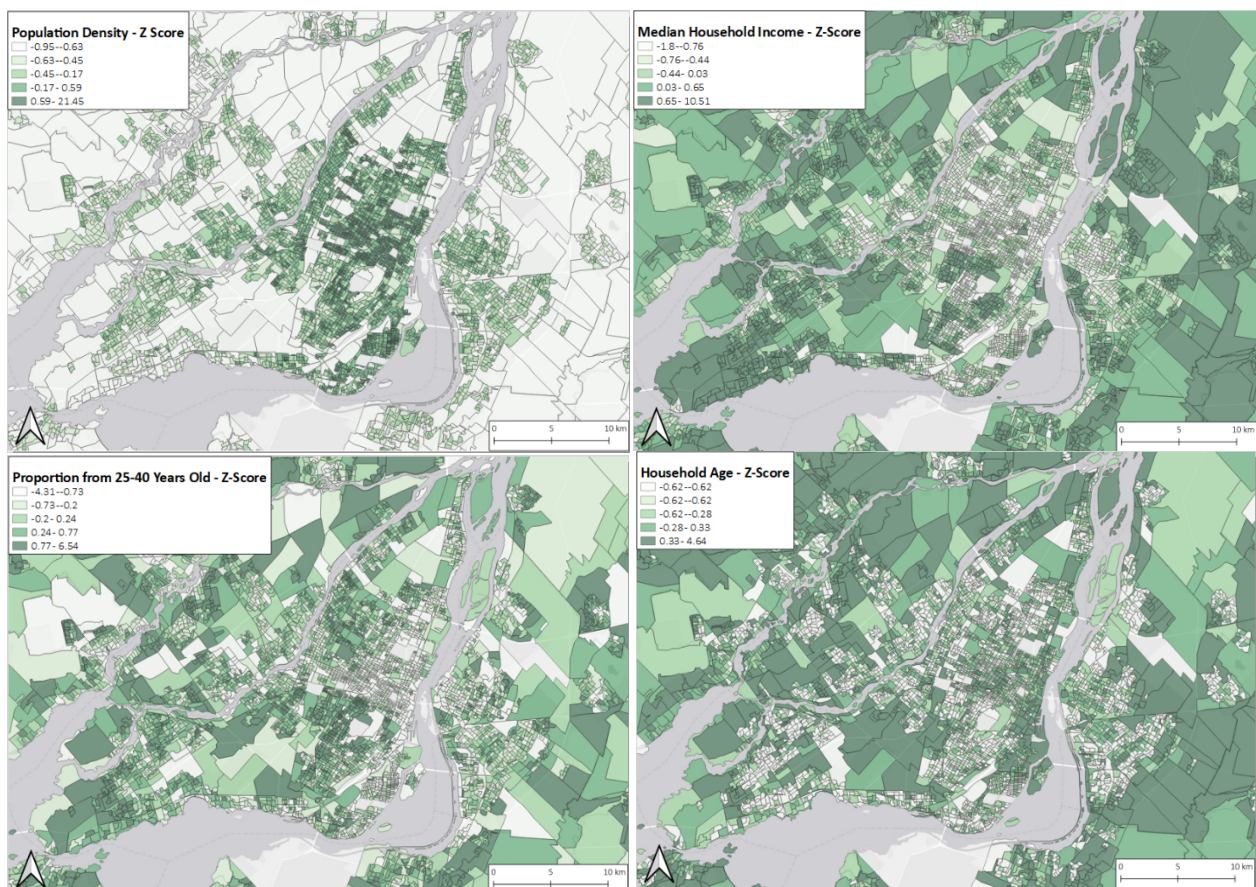 Population Density - Z Score
-0.95--0.63
-0.63--0.45
-0.45--0.17
-0.17- 0.59
0.59- 21.45
0 5 10 km
Median Household Income - Z-Score
-1.8--0.76
-0.76--0.44
-0.44- 0.03
0.03- 0.65
0.65- 10.51
0 5 10 km
Proportion from 25-40 Years Old - Z-Score
-4.31--0.73
-0.73--0.2
-0.2- 0.24
0.24- 0.77
0.77- 6.54
0 5 10 km
Household Age - Z-Score
-0.62--0.62
-0.62--0.62
-0.62--0.28
-0.28- 0.33
0.33- 4.64
0 5 10 km